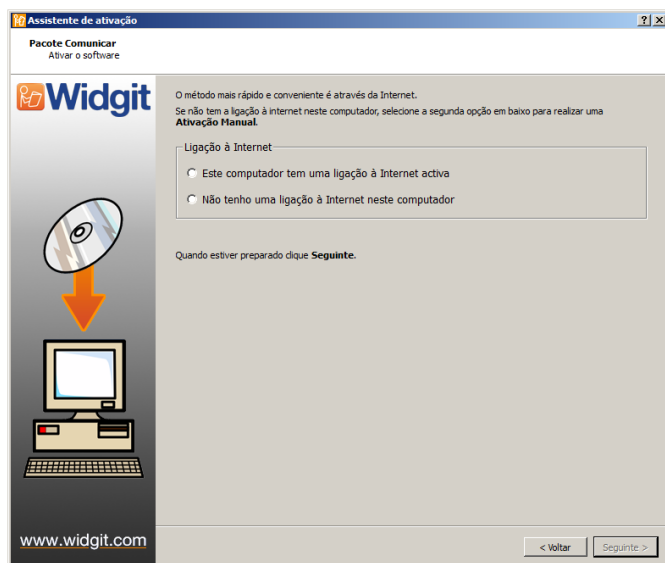 Assistente de ativação
Pacote Comunicar
Ativar o software
Widgit
O método mais rápido e conveniente é através da Internet.
Se não tem a ligação à internet neste computador, selecione a segunda opção em baixo para realizar uma
Ativação Manual.
Ligação à Internet
Este computador tem uma ligação à Internet activa
Não tenho uma ligação à Internet neste computador
Quando estiver preparado clique Seguinte.
www.widgit.com
< Voltar
Seguinte >